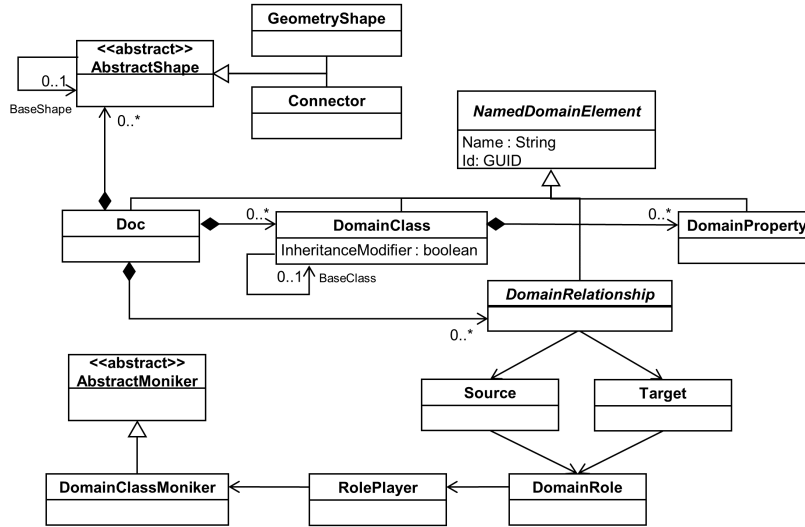 GeometryShape
<<abstract>>
AbstractShape
0..1
BaseShape
Connector
0..*
NamedDomainElement
Name : String
Id: GUID
Doc
0..*
DomainClass
InheritanceModifier : boolean
0..1
BaseClass
0..*
DomainProperty
DomainRelationship
0..*
<<abstract>>
AbstractMoniker
Source
Target
DomainClassMoniker
RolePlayer
DomainRole